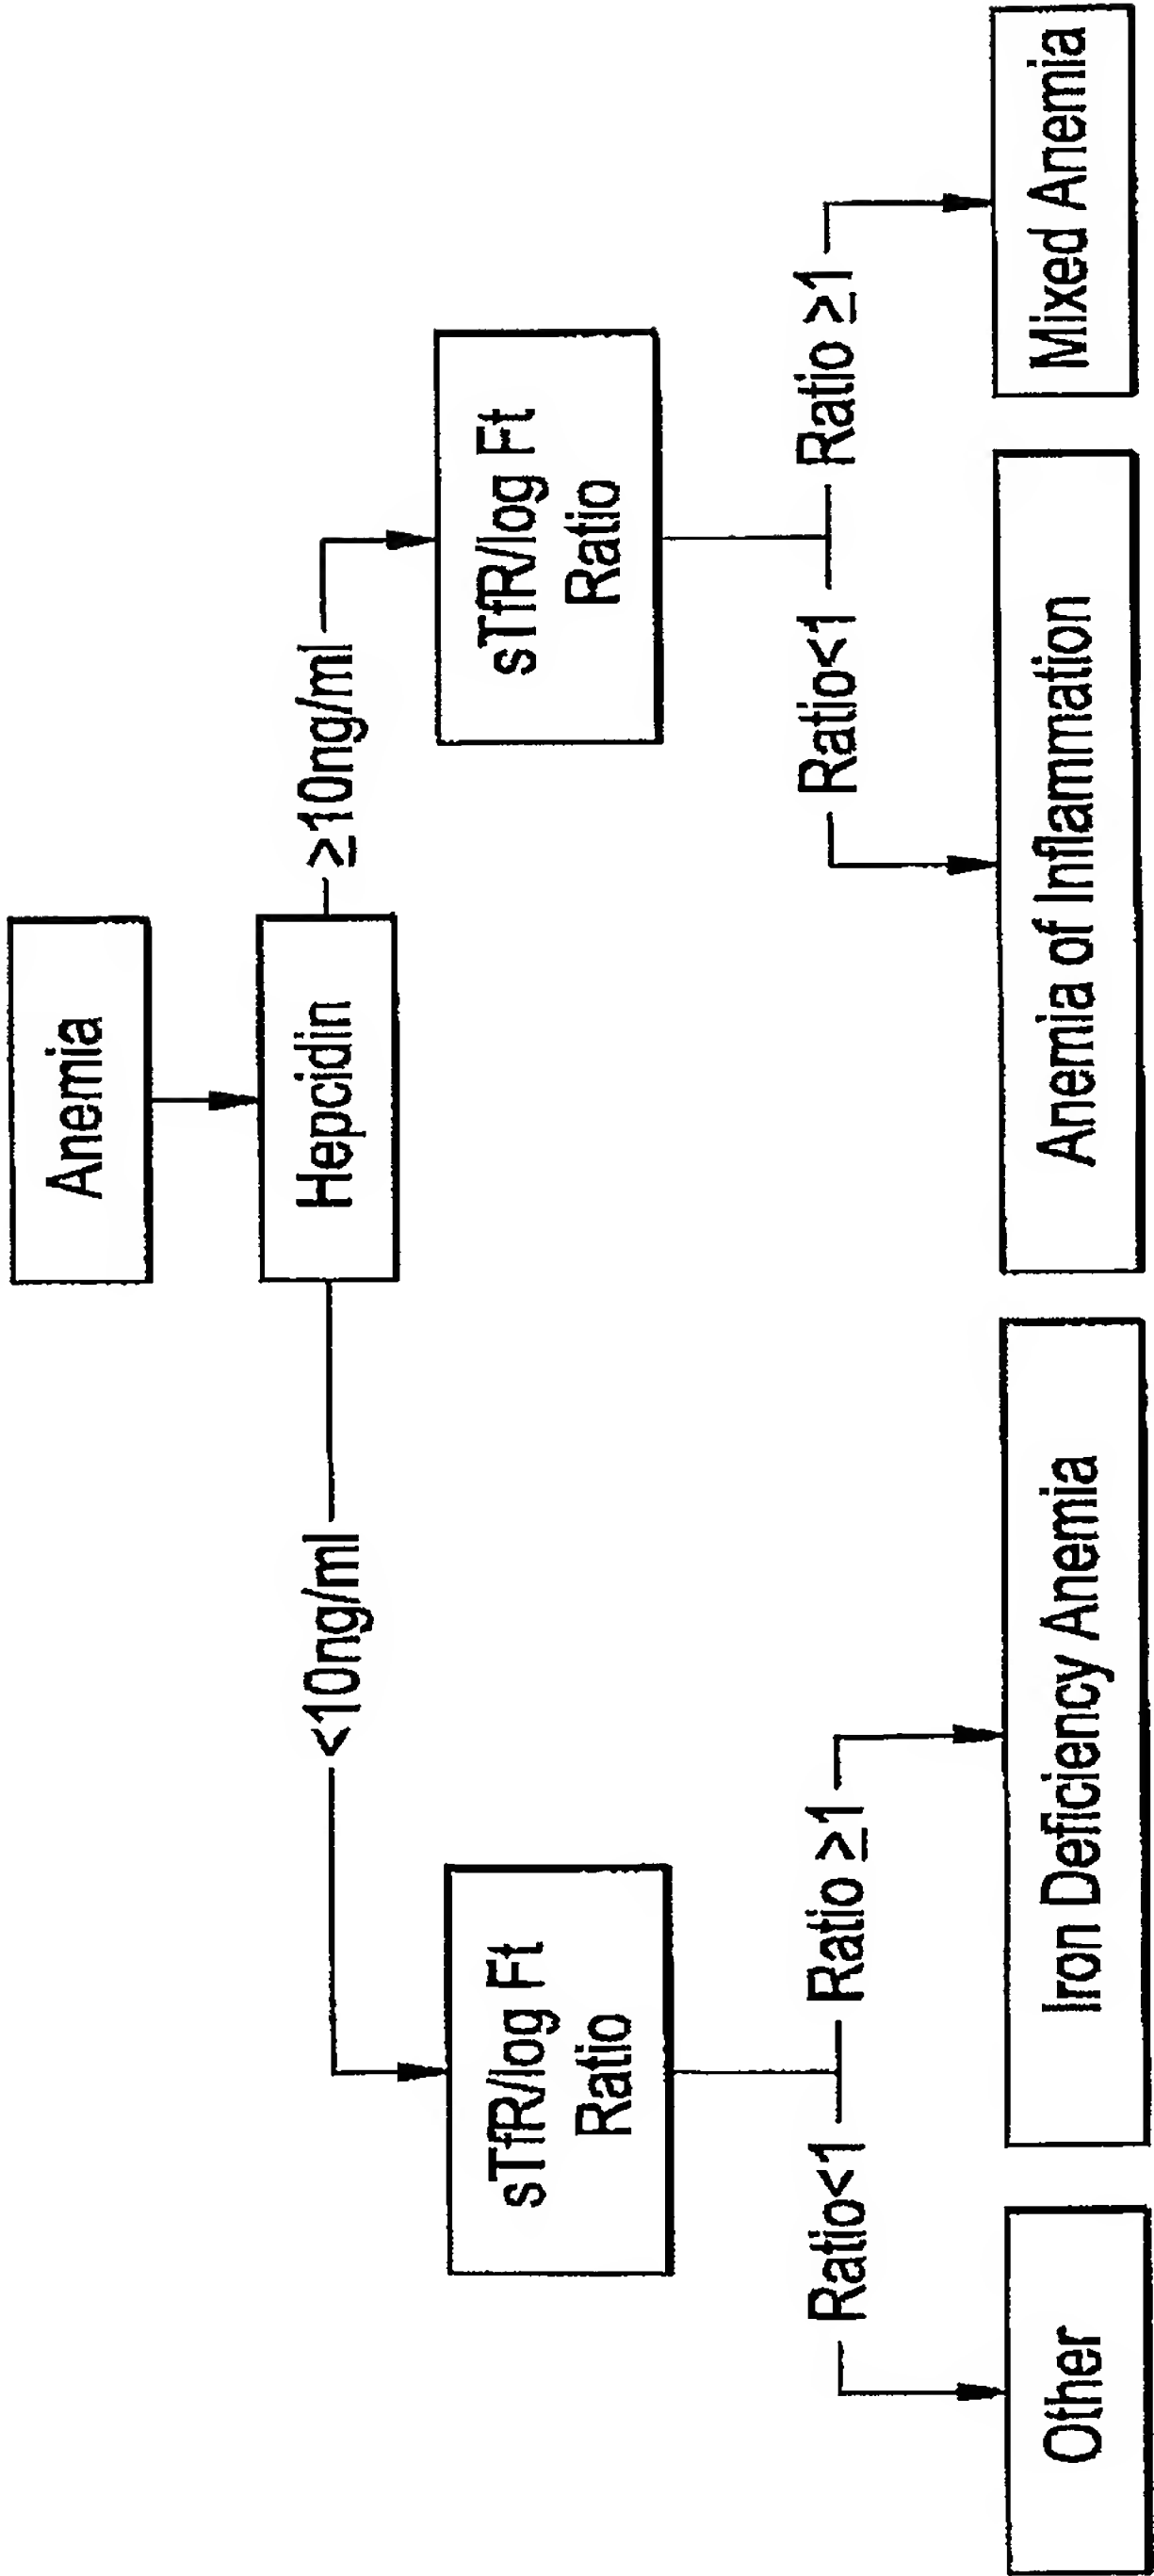 Anemia
Hepcidin
<10ng/ml
≥10ng/ml
sTfR/log Ft
Ratio
sTfR/log Ft
Ratio
Ratio<1
Ratio ≥1
Ratio<1
Ratio ≥1
Other
Iron Deficiency Anemia
Anemia of Inflammation
Mixed Anemia